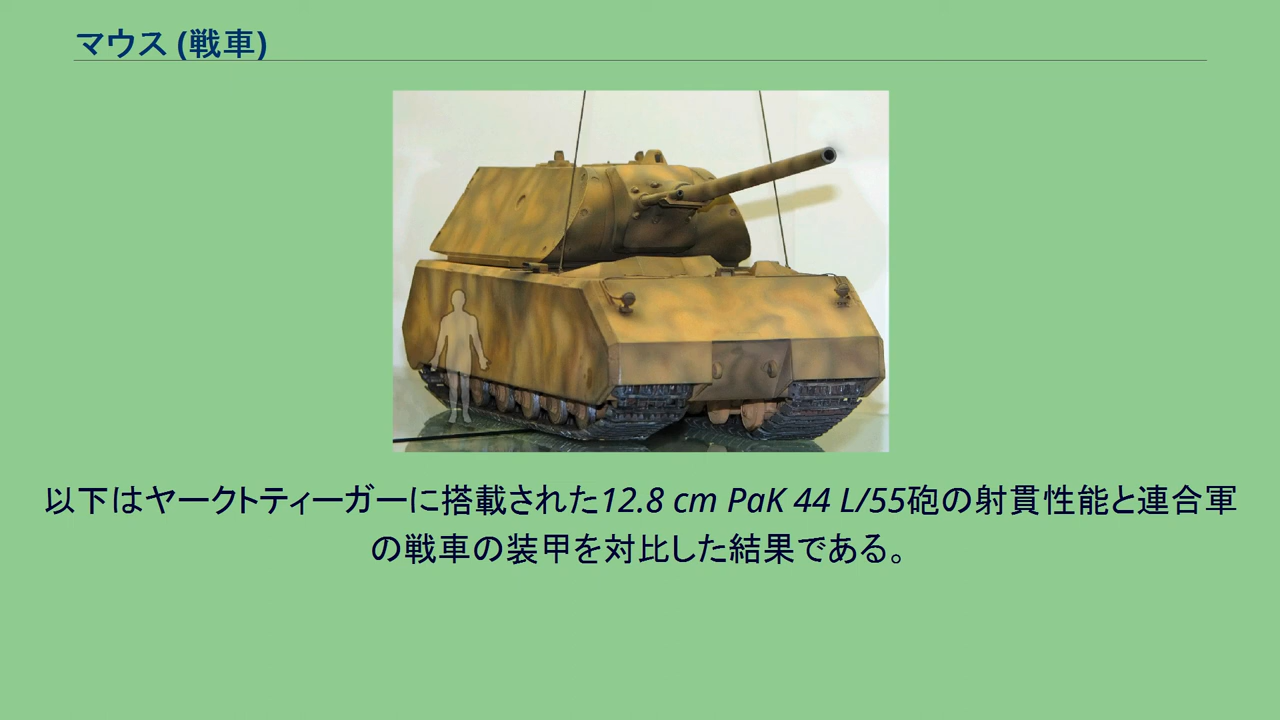 マウス (戦車)
以下はヤークトティーガーに搭載された12.8 cm PaK 44 L/55砲の射貫性能と連合軍
の戦車の装甲を対比した結果である。